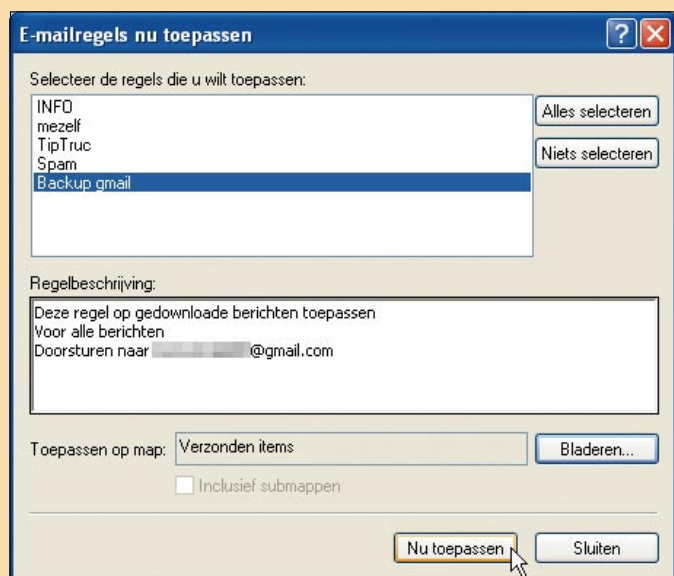 E-mailregels nu toepassen
Selecteer de regels die u wilt toepassen:
INFO
mezelf
TipTruc
Spam
Backup gmail
Alles selecteren
Niets selecteren
Regelbeschrijving:
Deze regel op gedownloade berichten toepassen
Voor alle berichten
Doorsturen naar @gmail.com
Toepassen op map: Verzonden items Bladeren...
Inclusief submappen
Nu toepassen Sluiten